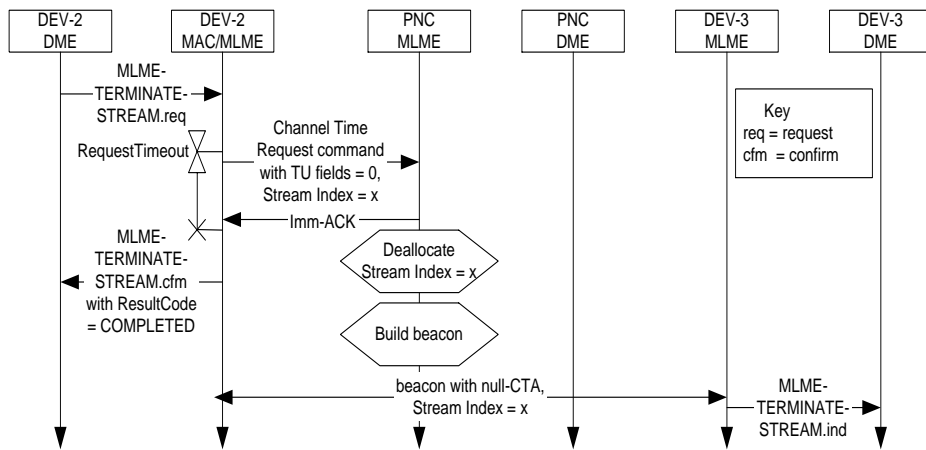 DEV-2
DME
DEV-2
MAC/MLME
PNC
MLME
PNC
DME
DEV-3
MLME
DEV-3
DME
MLME-
TERMINATE-
STREAM.req
Key
req = request
cfm = confirm
RequestTimeout
Channel Time
Request command
with TU fields = 0,
Stream Index = x
Imm-ACK
MLME-
TERMINATE-
STREAM.cfm
with ResultCode
= COMPLETED
Deallocate
Stream Index = x
Build beacon
beacon with null-CTA,
Stream Index = x
MLME-
TERMINATE-
STREAM.ind